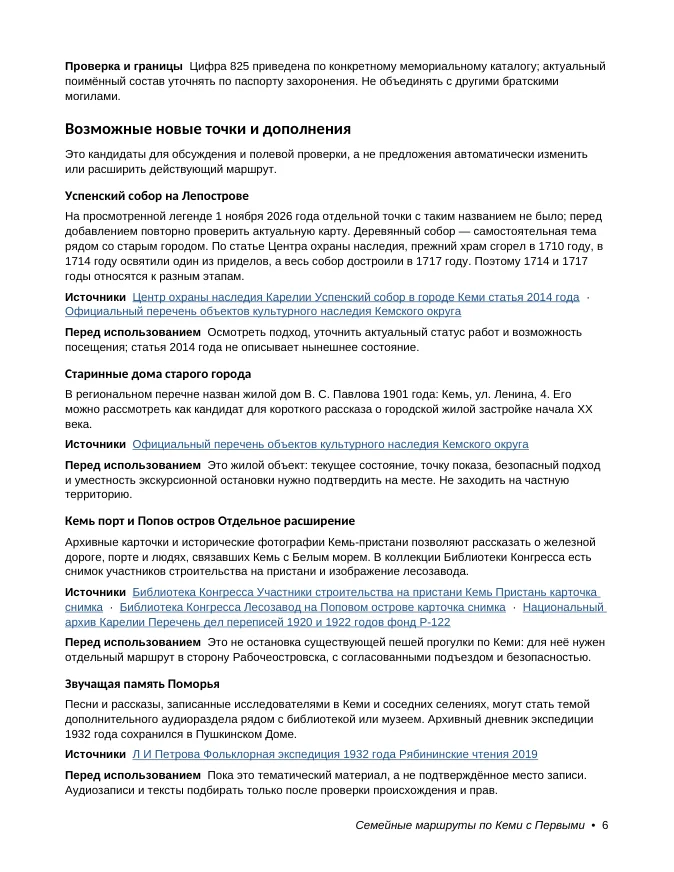 Проверка и границы Цифра 825 приведена по конкретному мемориальному каталогу; актуальный
поимённый состав уточнять по паспорту захоронения. Не объединять с другими братскими
могилами.
Возможные новые точки и дополнения
Это кандидаты для обсуждения и полевой проверки, а не предложения автоматически изменить
или расширить действующий маршрут.
Успенский собор на Лепострове
На просмотренной легенде 1 ноября 2026 года отдельной точки с таким названием не было; перед
добавлением повторно проверить актуальную карту. Деревянный собор — самостоятельная тема
рядом со старым городом. По статье Центра охраны наследия, прежний храм сгорел в 1710 году, в
1714 году освятили один из приделов, а весь собор достроили в 1717 году. Поэтому 1714 и 1717
годы относятся к разным этапам.
Источники Центр охраны наследия Карелии Успенский собор в городе Кеми статья 2014 года ·
Официальный перечень объектов культурного наследия Кемского округа
Перед использованием Осмотреть подход, уточнить актуальный статус работ и возможность
посещения; статья 2014 года не описывает нынешнее состояние.
Старинные дома старого города
В региональном перечне назван жилой дом В. С. Павлова 1901 года: Кемь, ул. Ленина, 4. Его
можно рассмотреть как кандидат для короткого рассказа о городской жилой застройке начала XX
века.
Источники Официальный перечень объектов культурного наследия Кемского округа
Перед использованием Это жилой объект: текущее состояние, точку показа, безопасный подход
и уместность экскурсионной остановки нужно подтвердить на месте. Не заходить на частную
территорию.
Кемь порт и Попов остров Отдельное расширение
Архивные карточки и исторические фотографии Кемь-пристани позволяют рассказать о железной
дороге, порте и людях, связавших Кемь с Белым морем. В коллекции Библиотеки Конгресса есть
снимок участников строительства на пристани и изображение лесозавода.
Источники Библиотека Конгресса Участники строительства на пристани Кемь Пристань карточка
снимка · Библиотека Конгресса Лесозавод на Поповом острове карточка снимка · Национальный
архив Карелии Перечень дел переписей 1920 и 1922 годов фонд Р-122
Перед использованием Это не остановка существующей пешей прогулки по Кеми: для неё нужен
отдельный маршрут в сторону Рабочеостровска, с согласованными подъездом и безопасностью.
Звучащая память Поморья
Песни и рассказы, записанные исследователями в Кеми и соседних селениях, могут стать темой
дополнительного аудиораздела рядом с библиотекой или музеем. Архивный дневник экспедиции
1932 года сохранился в Пушкинском Доме.
Источники Л И Петрова Фольклорная экспедиция 1932 года Рябининские чтения 2019
Перед использованием Пока это тематический материал, а не подтверждённое место записи.
Аудиозаписи и тексты подбирать только после проверки происхождения и прав.
Семейные маршруты по Кеми с Первыми • 6